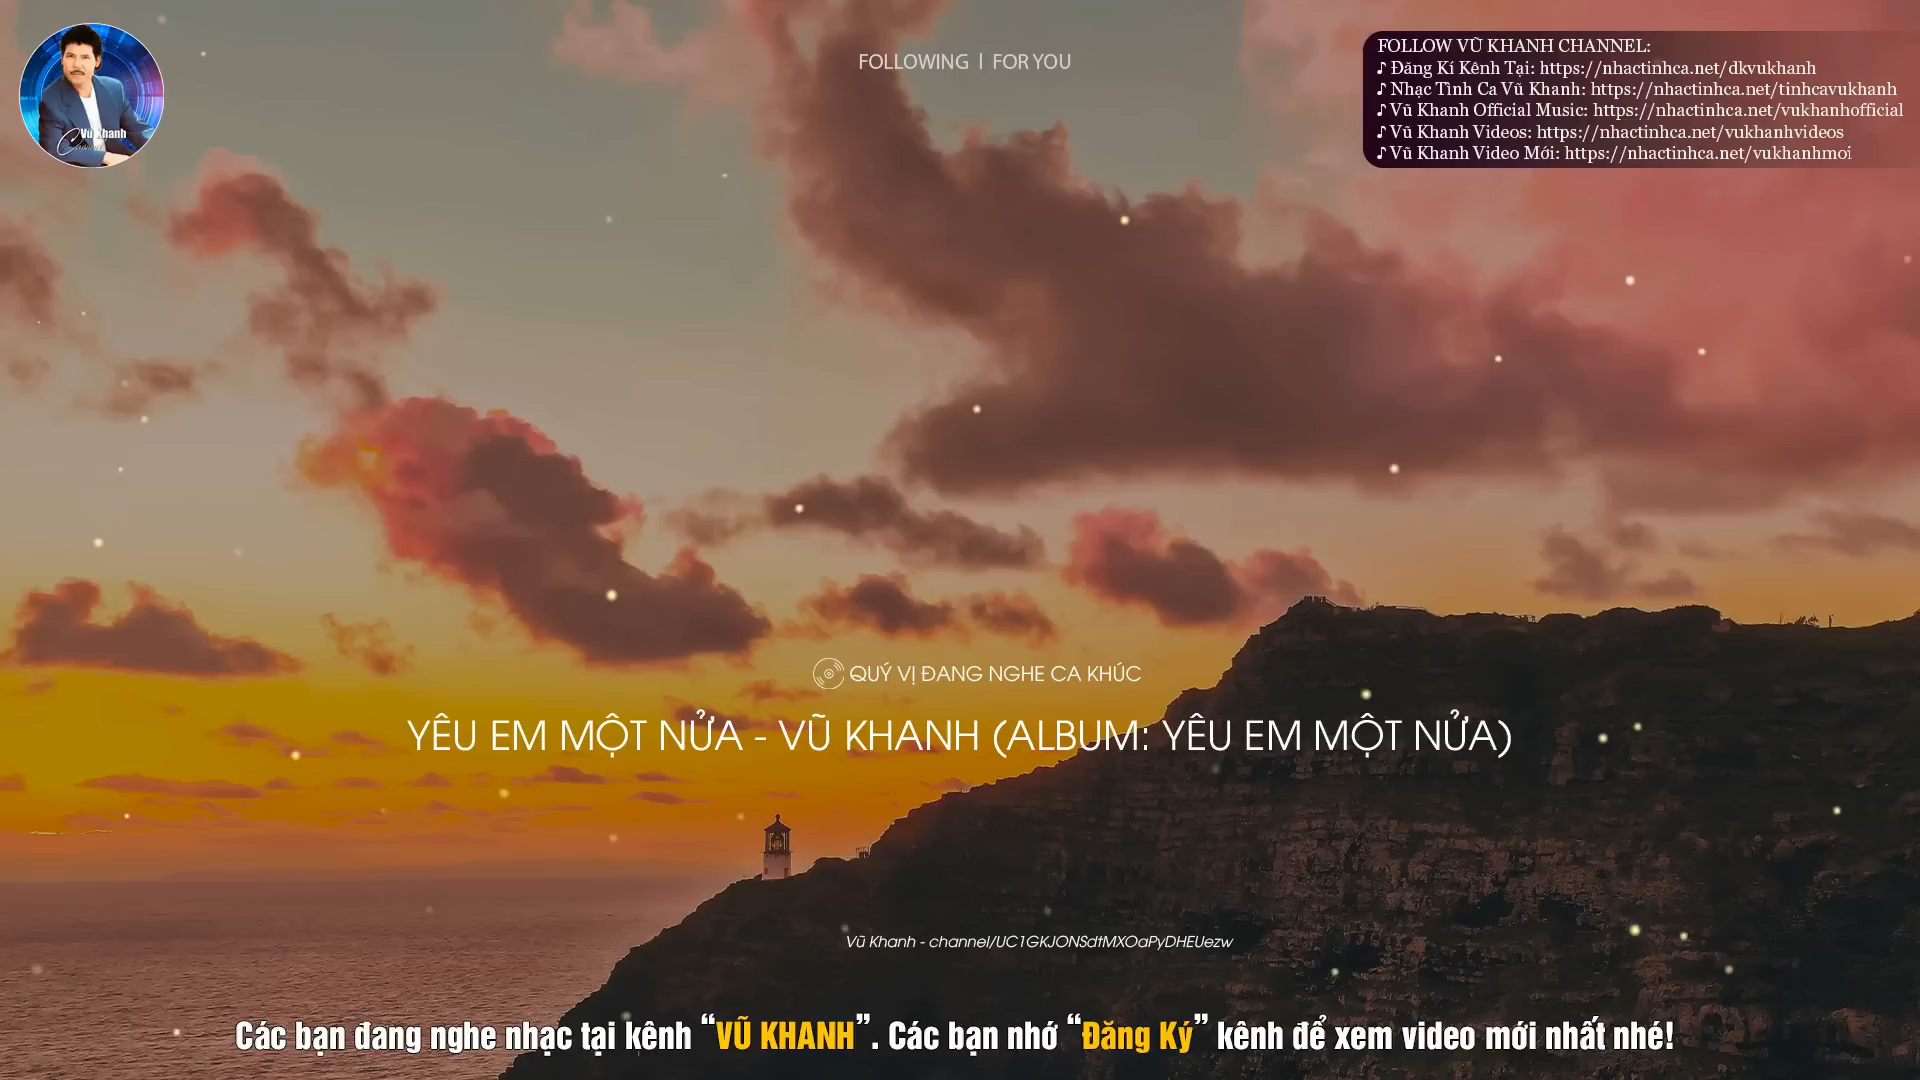 Vũ Khanh
Channel
FOLLOWING | FOR YOU
FOLLOW VŨ KHANH CHANNEL:
♪ Đăng Kí Kênh Tại: https://nhactinhca.net/dkvukhanh
♪ Nhạc Tình Ca Vũ Khanh: https://nhactinhca.net/tinhcavukhanh
♪ Vũ Khanh Official Music: https://nhactinhca.net/vukhanhofficial
♪ Vũ Khanh Videos: https://nhactinhca.net/vukhanhvideos
♪ Vũ Khanh Video Mới: https://nhactinhca.net/vukhanhmoi
QUÝ VỊ ĐANG NGHE CA KHÚC
YÊU EM MỘT NỬA - VŨ KHANH (ALBUM: YÊU EM MỘT NỬA)
Vũ Khanh - channel/UC1GKJONSdtMXOaPyDHEUezw
Các bạn đang nghe nhạc tại kênh “VŨ KHANH”. Các bạn nhớ “Đăng Ký” kênh để xem video mới nhất nhé!